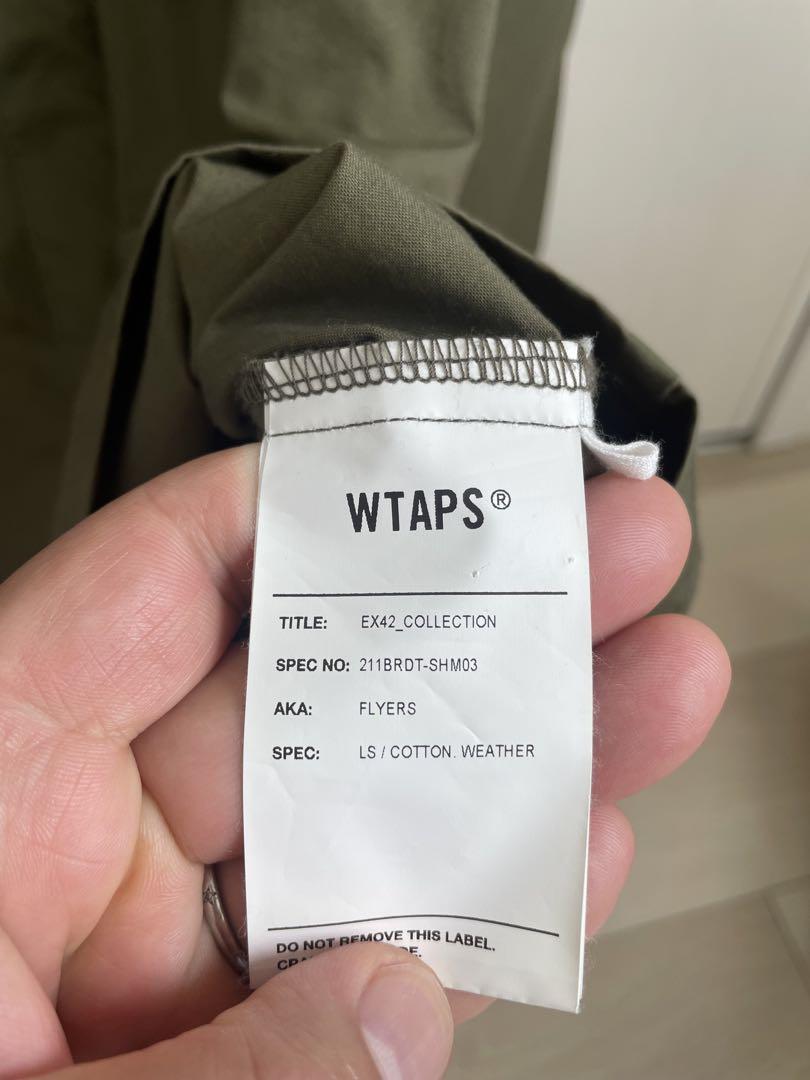 WTAPS®
TITLE: EX42_COLLECTION
SPEC NO: 211BRDT-SHM03
AKA: FLYERS
SPEC: LS / COTTON. WEATHER
DO NOT REMOVE THIS LABEL.